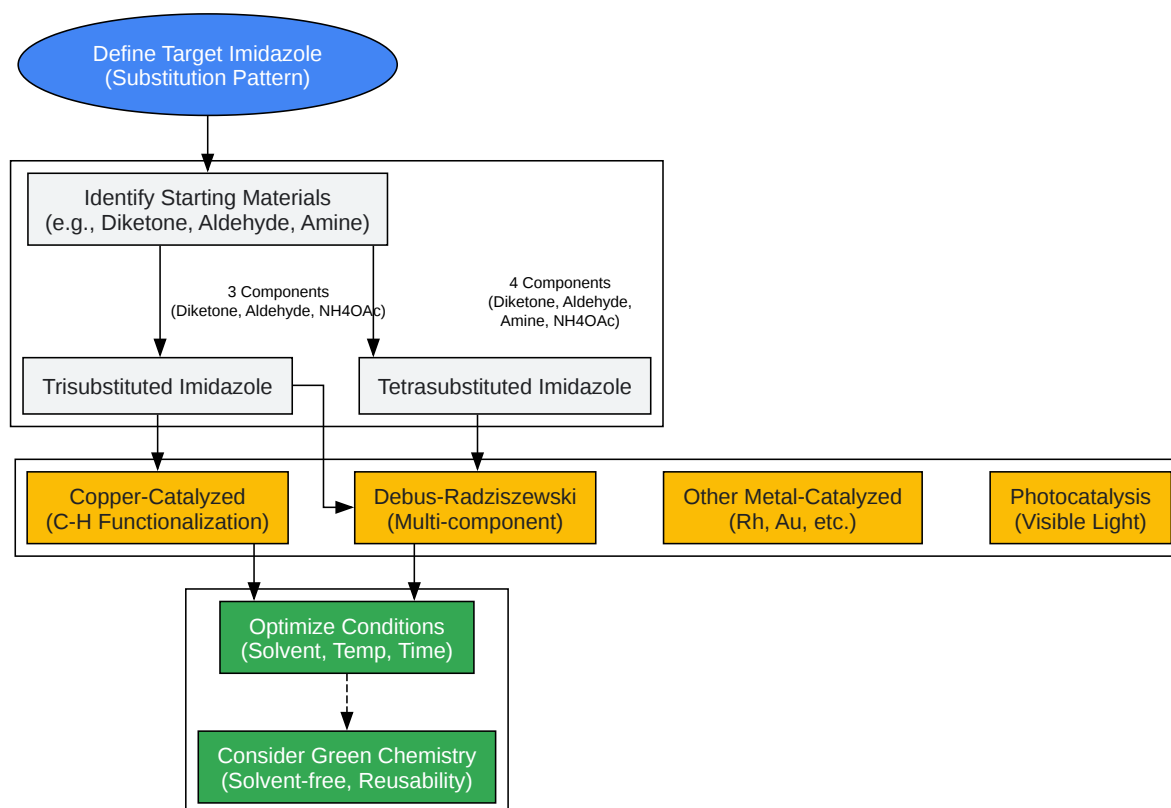 Define Target Imidazole
(Substitution Pattern)
Identify Starting Materials
(e.g., Diketone, Aldehyde, Amine)
3 Components
(Diketone, Aldehyde, NH4OAc)
4 Components
(Diketone, Aldehyde,
Amine, NH4OAc)
Trisubstituted Imidazole
Tetrasubstituted Imidazole
Copper-Catalyzed
(C-H Functionalization)
Debus-Radziszewski
(Multi-component)
Other Metal-Catalyzed
(Rh, Au, etc.)
Photocatalysis
(Visible Light)
Optimize Conditions
(Solvent, Temp, Time)
Consider Green Chemistry
(Solvent-free, Reusability)